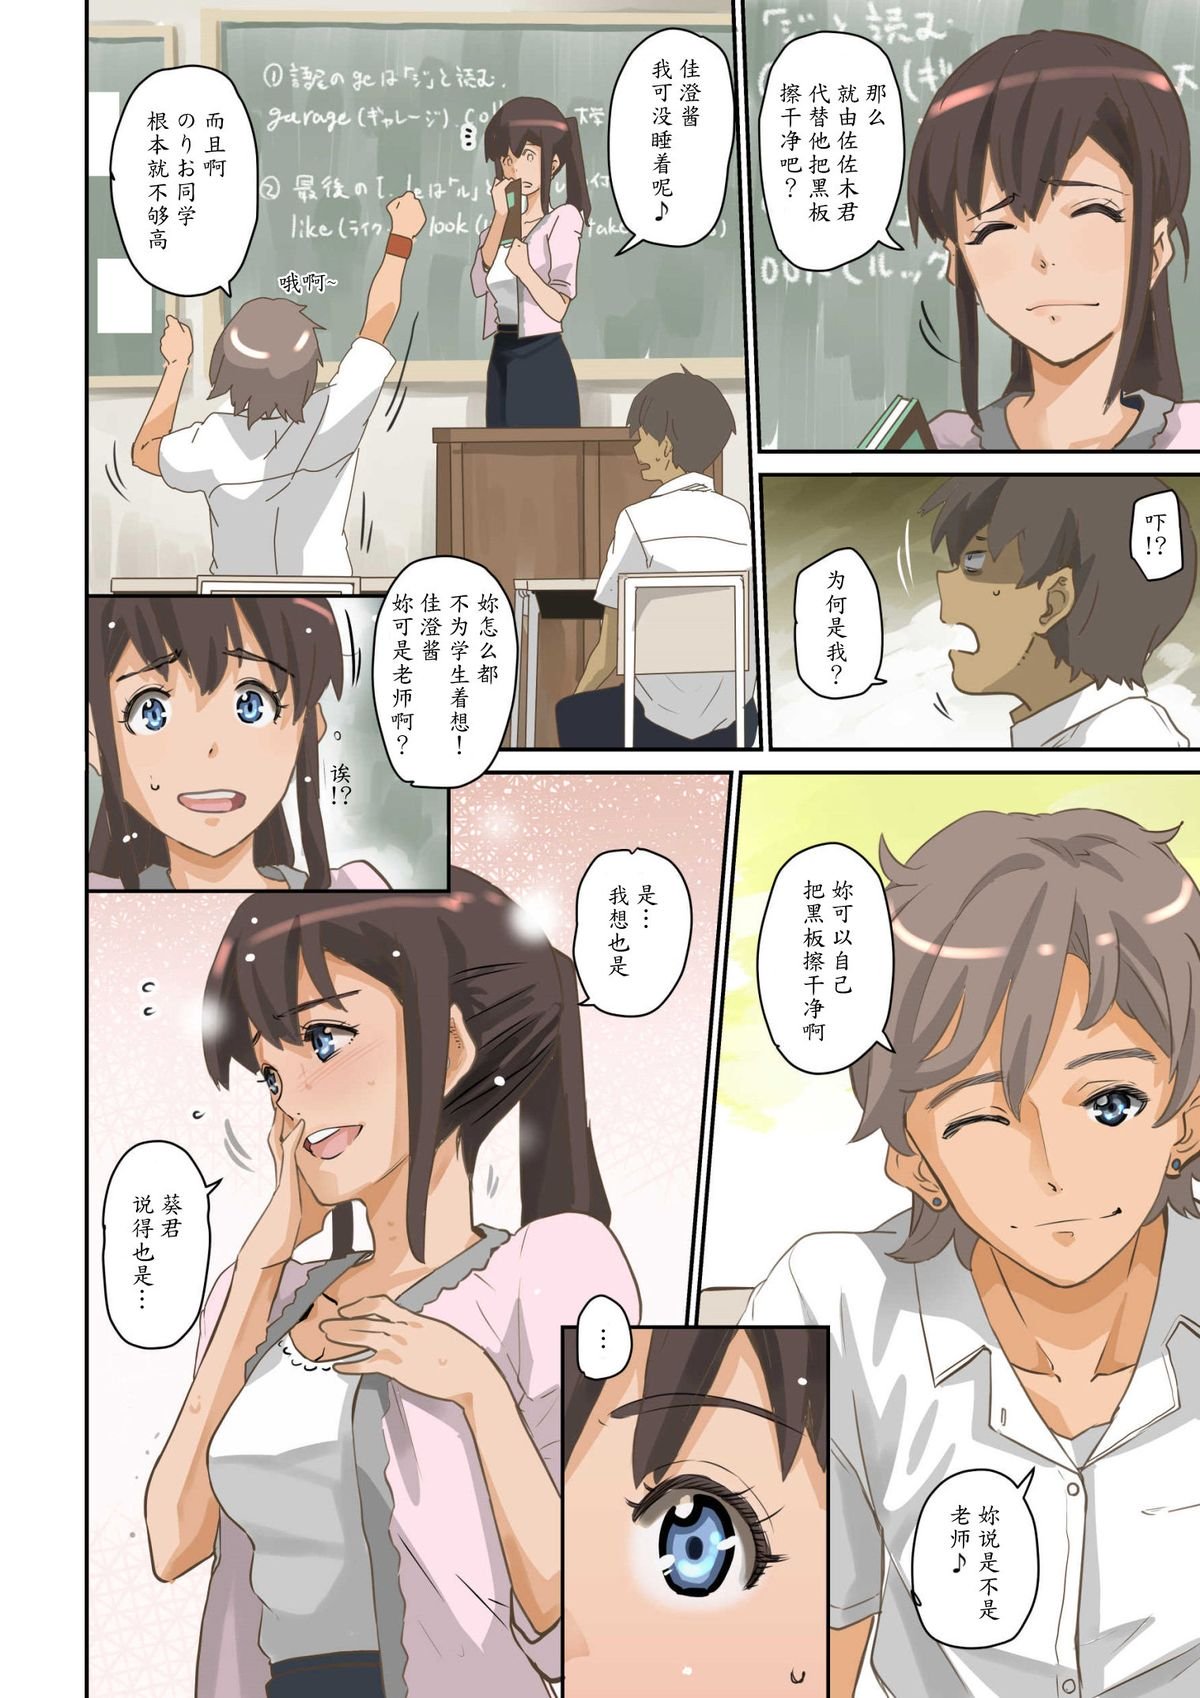 那么
就由佐佐木君
代替他把黑板
擦干净吧？
「ジ」と読む
佳澄酱
我可没睡着呢♪
而且啊
のりお同学
根本就不够高
哦啊~
① 語尾のgeは「ジ」と読む.
garage (ギャレージ)
② 最後の
は「ル」と
like (ライク
look
take
吓!?
为何是我？
妳怎么都
不为学生着想！
佳澄酱
妳可是老师啊？
诶!?
妳可以自己
把黑板擦干净啊
是…
我想也是
葵君
说得也是…
…
妳说是不是
老师♪